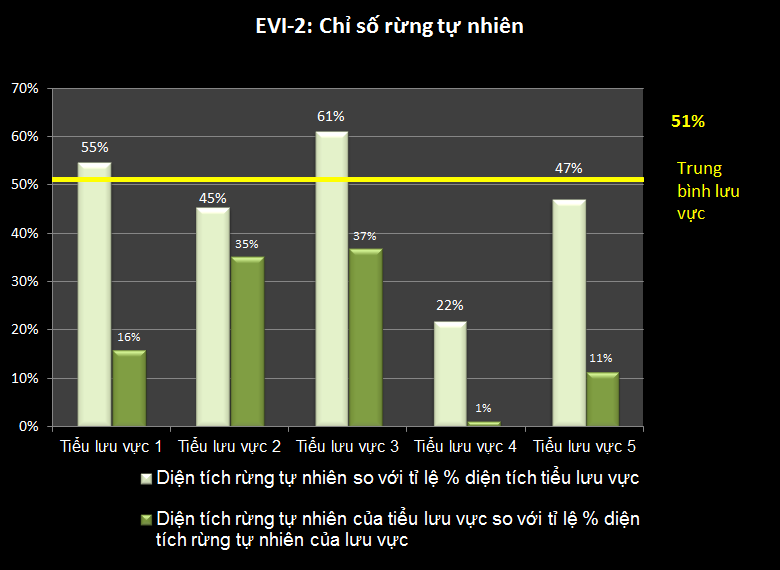 EVI-2: Chỉ số rừng tự nhiên
70%
60%
50%
40%
30%
20%
10%
0%
55%
16%
45%
35%
61%
37%
22%
1%
47%
11%
51%
Trung
bình lưu
vực
Tiểu lưu vực 1
Tiểu lưu vực 2
Tiểu lưu vực 3
Tiểu lưu vực 4
Tiểu lưu vực 5
Diện tích rừng tự nhiên so với tỉ lệ % diện tích tiểu lưu vực
Diện tích rừng tự nhiên của tiểu lưu vực so với tỉ lệ % diện
tích rừng tự nhiên của lưu vực